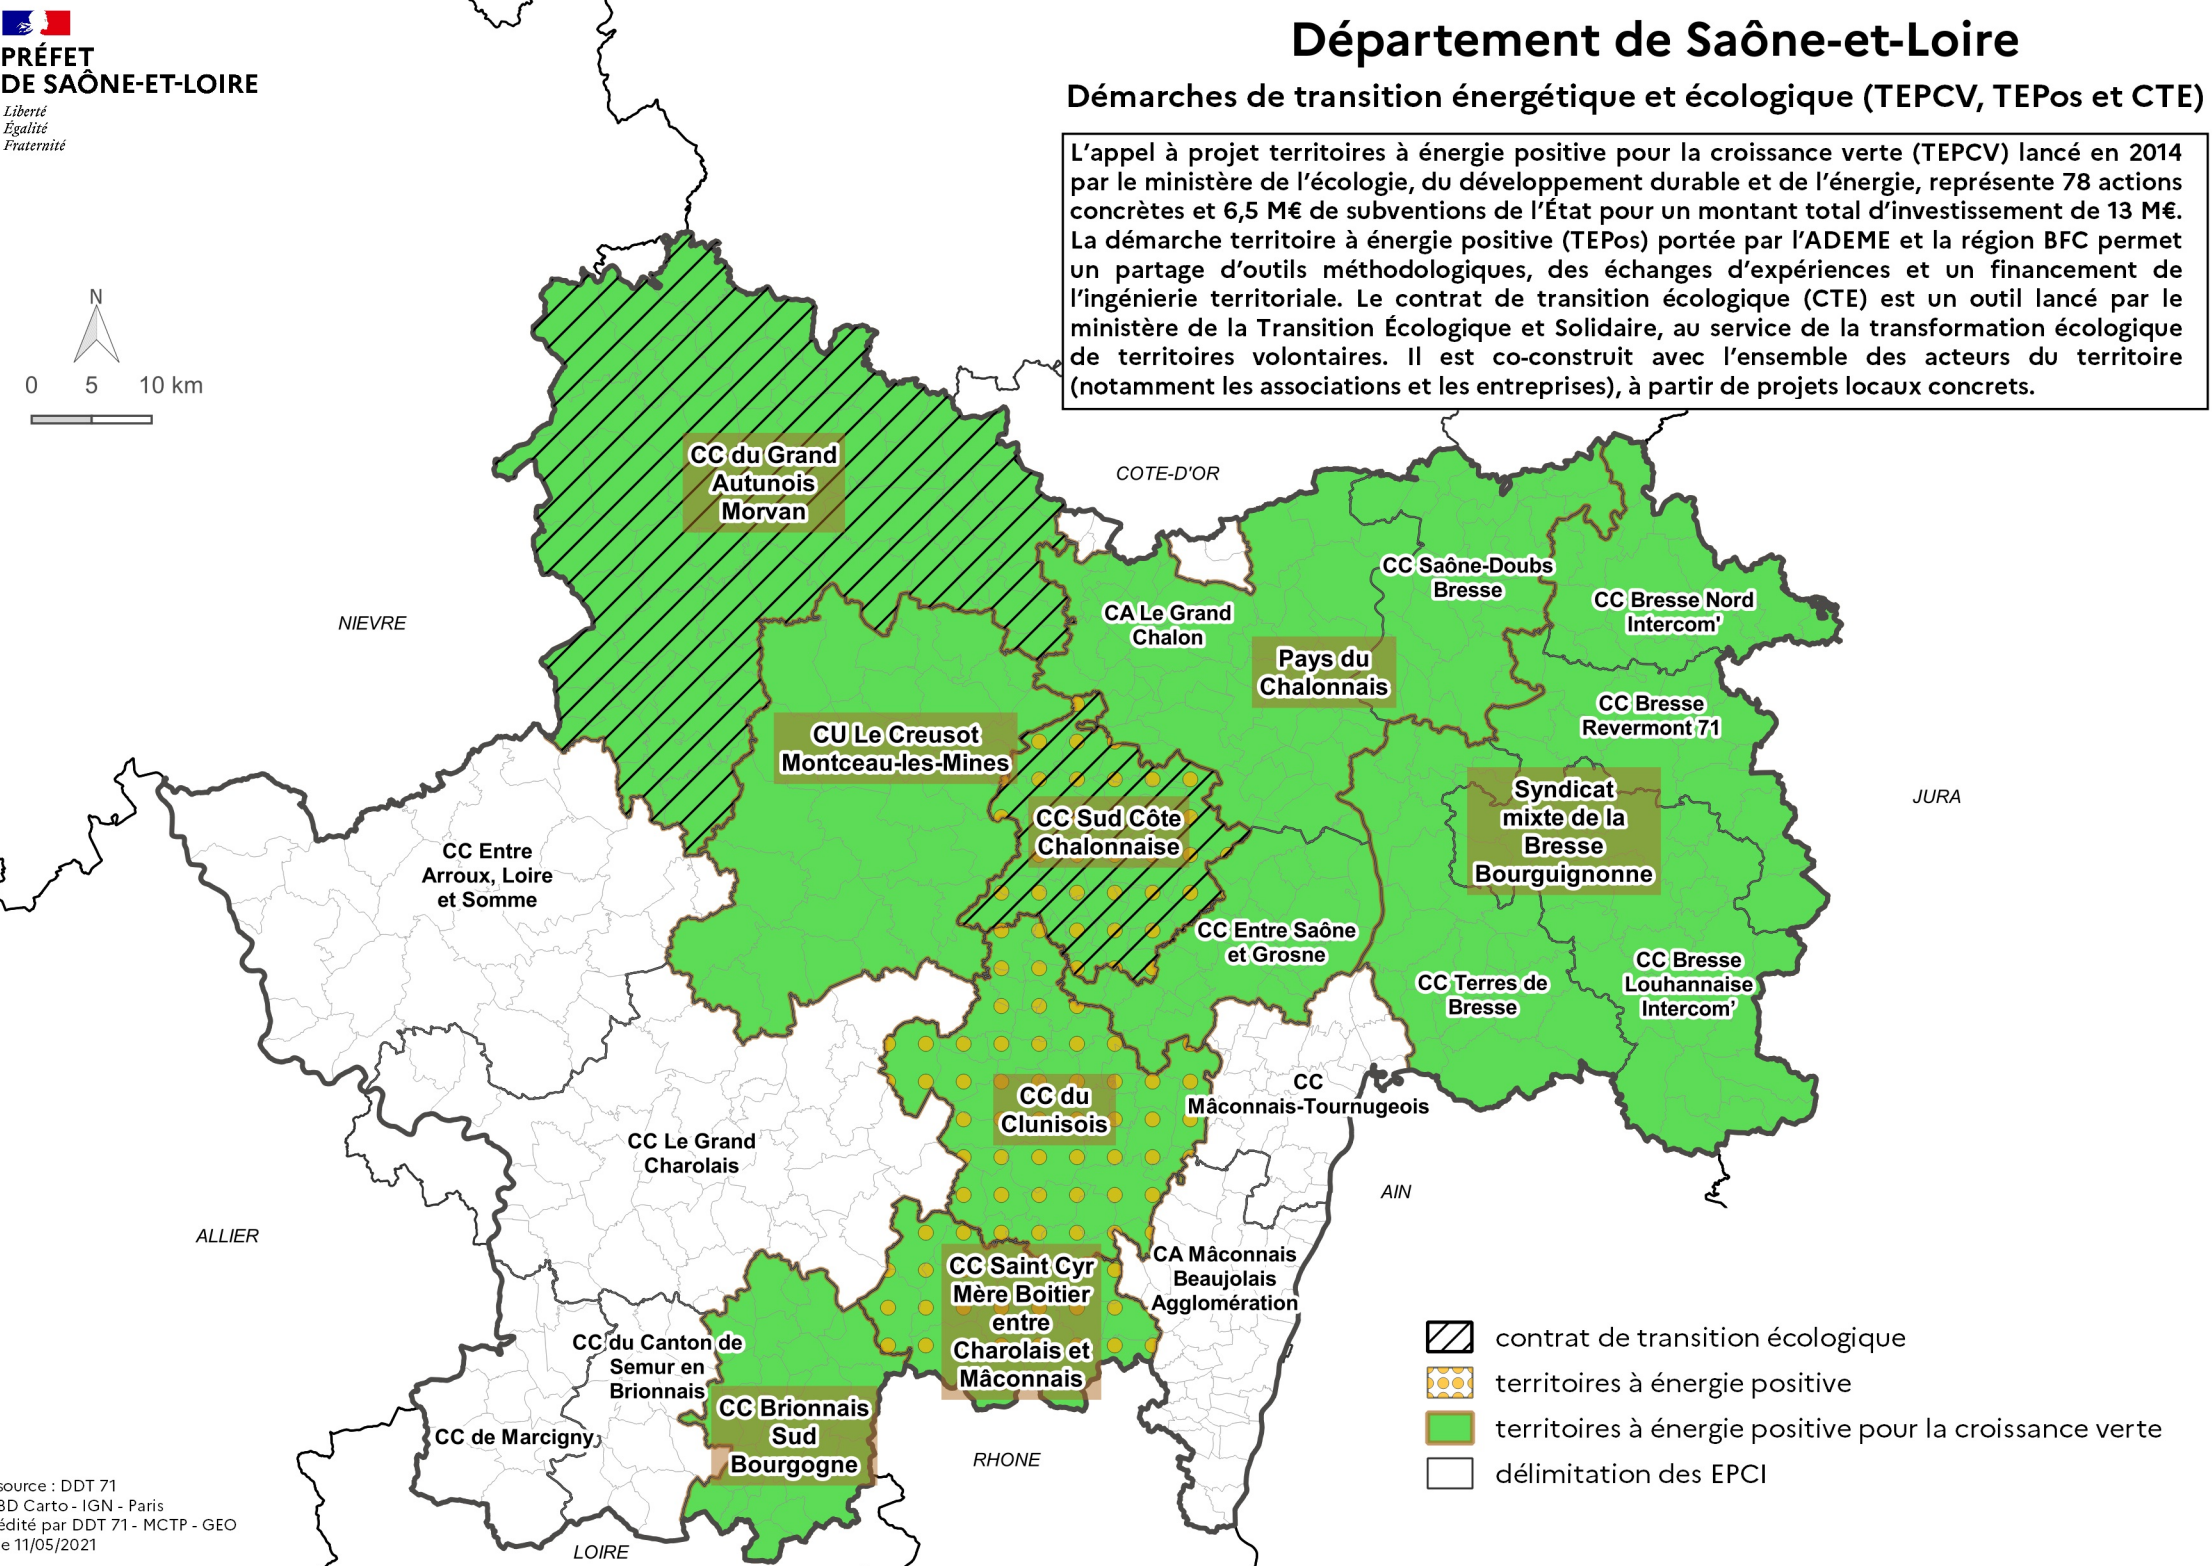 PRÉFET
DE SAÔNE-ET-LOIRE
Liberté
Égalité
Fraternité
Département de Saône-et-Loire
Démarches de transition énergétique et écologique (TEPCV, TEPos et CTE)
L'appel à projet territoires à énergie positive pour la croissance verte (TEPCV) lancé en 2014
par le ministère de l'écologie, du développement durable et de l'énergie, représente 78 actions
concrètes et 6,5 M€ de subventions de l'État pour un montant total d'investissement de 13 M€.
La démarche territoire à énergie positive (TEPos) portée par l'ADEME et la région BFC permet
un partage d'outils méthodologiques, des échanges d'expériences et un financement de
l'ingénierie territoriale. Le contrat de transition écologique (CTE) est un outil lancé par le
ministère de la Transition Écologique et Solidaire, au service de la transformation écologique
de territoires volontaires. Il est co-construit avec l'ensemble des acteurs du territoire
(notamment les associations et les entreprises), à partir de projets locaux concrets.
N
0 5 10 km
CC du Grand
Autunois
Morvan
COTE-D'OR
NIEVRE
CC Saône-Doubs
Bresse
CC Bresse Nord
Intercom'
CA Le Grand
Chalon
Pays du
Chalonnais
CC Bresse
Revermont 71
CU Le Creusot
Montceau-les-Mines
Syndicat
mixte de la
Bresse
Bourguignonne
JURA
CC Sud Côte
Chalonnaise
CC Entre
Arroux, Loire
et Somme
CC Entre Saône
et Grosne
CC Terres de
Bresse
CC Bresse
Louhannaise
Intercom'
CC du
Clunisois
CC
Mâconnais-Tournugeois
CC Le Grand
Charolais
AIN
ALLIER
CC Saint Cyr
Mère Boitier
entre
Charolais et
Mâconnais
CA Mâconnais
Beaujolais
Agglomération
CC du Canton de
Semur en
Brionnais
CC Brionnais
Sud
Bourgogne
CC de Marcigny
RHONE
LOIRE
contrat de transition écologique
territoires à énergie positive
territoires à énergie positive pour la croissance verte
délimitation des EPCI
source : DDT 71
BD Carto - IGN - Paris
édité par DDT 71 - MCTP - GEO
le 11/05/2021